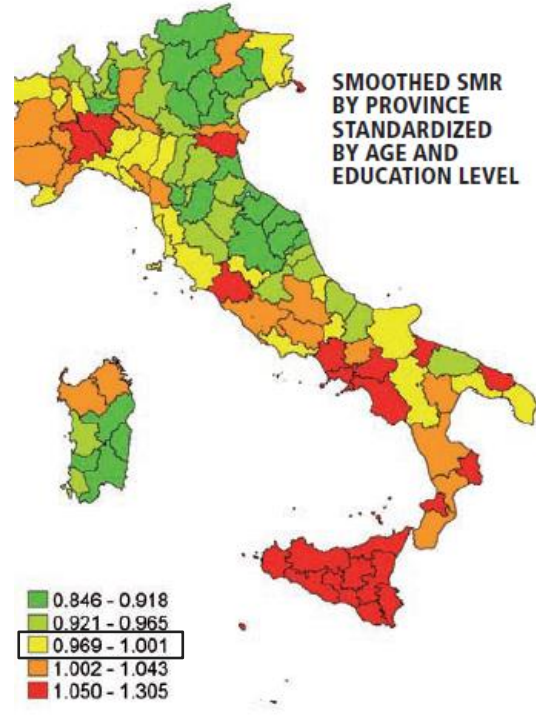 SMOOTHED SMR
BY PROVINCE
STANDARDIZED
BY AGE AND
EDUCATION LEVEL
0.846 - 0.918
0.921 - 0.965
0.969 - 1.001
1.002 - 1.043
1.050 - 1.305